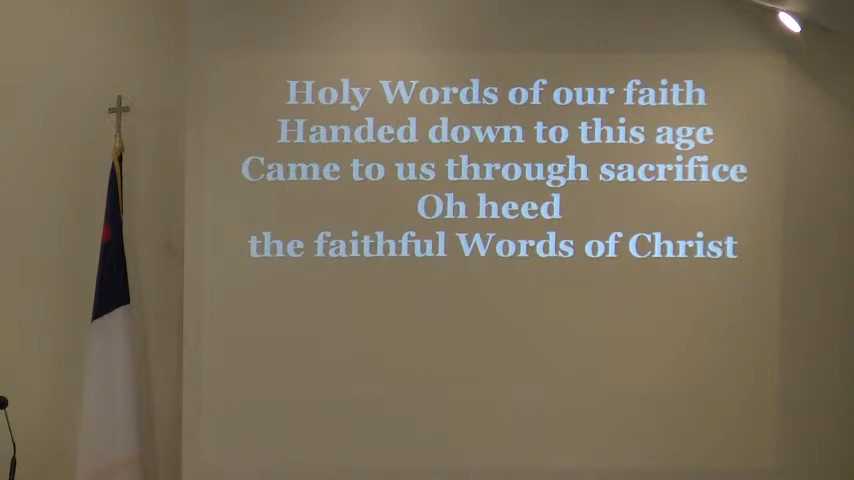 Holy Words of our faith
Handed down to this age
Came to us through sacrifice
Oh heed
the faithful Words of Christ